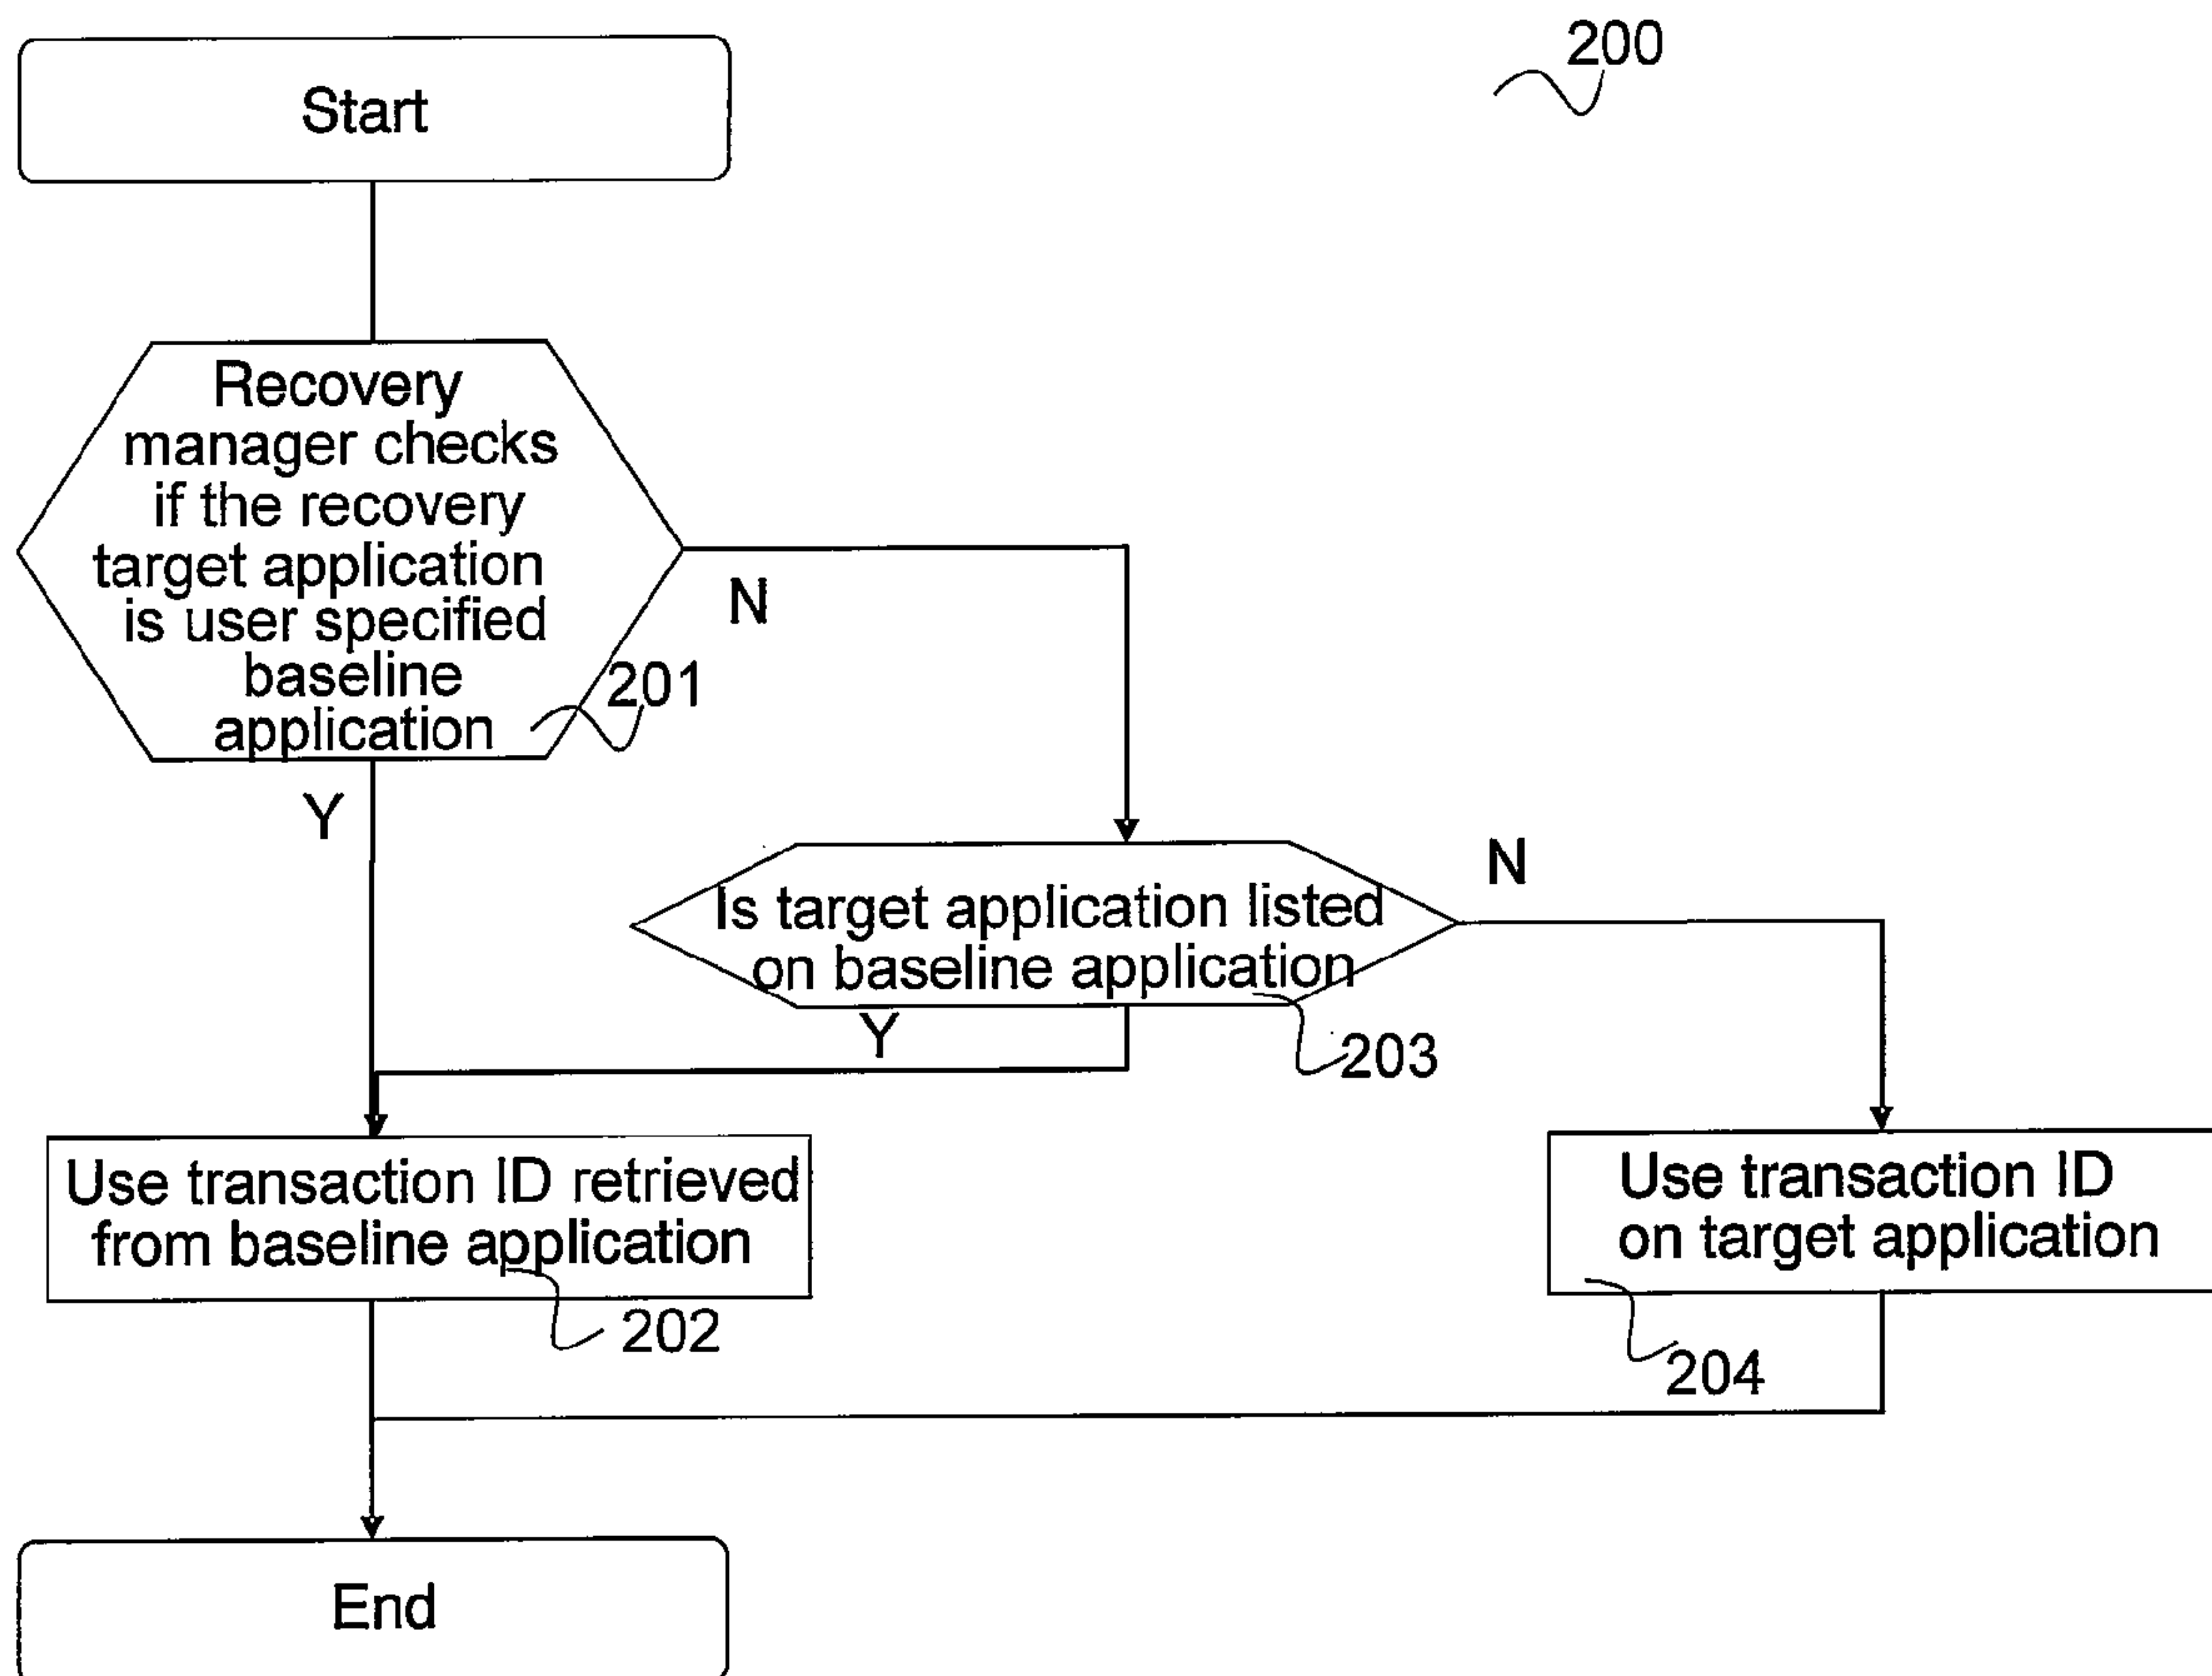 200
Start
Recovery
manager checks
if the recovery
target application
is user specified
baseline
application
201
N
Y
Is target application listed
on baseline application
N
Y
203
Use transaction ID retrieved
from baseline application
202
Use transaction ID
on target application
204
End